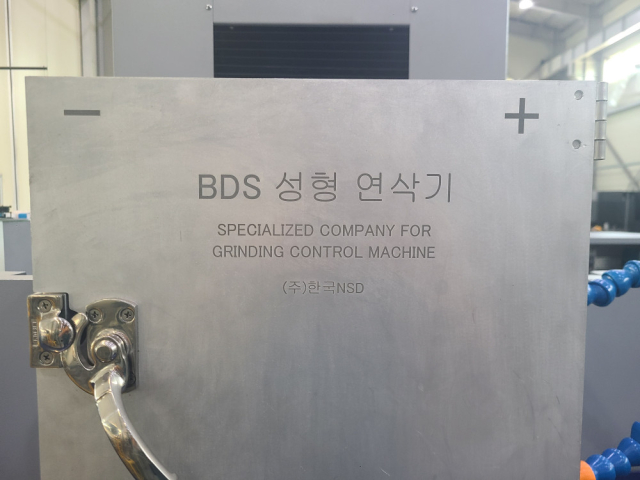 − +
BDS 성형 연삭기
SPECIALIZED COMPANY FOR
GRINDING CONTROL MACHINE
(주)한국NSD